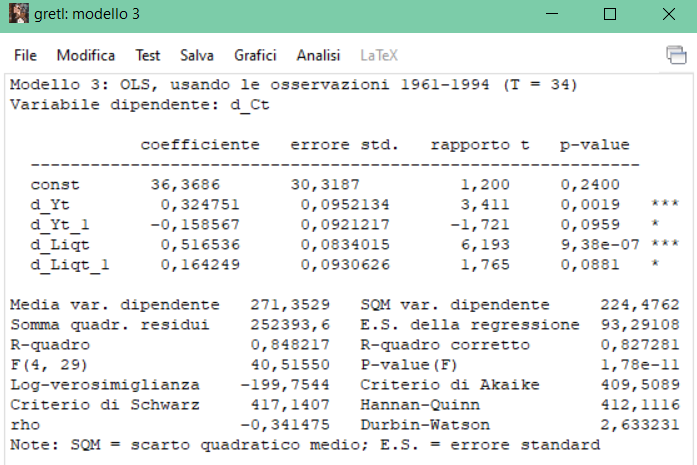 gretl: modello 3
File Modifica Test Salva Grafici Analisi LaTeX
Modello 3: OLS, usando le osservazioni 1961-1994 (T = 34)
Variabile dipendente: d_Ct
coefficiente errore std. rapporto t p-value
---------------------------------------------------------------
const 36,3686 30,3187 1,200 0,2400
d_Yt 0,324751 0,0952134 3,411 0,0019 ***
d_Yt_1 −0,158567 0,0921217 −1,721 0,0959 *
d_Liqt 0,516536 0,0834015 6,193 9,38e-07 ***
d_Liqt_1 0,164249 0,0930626 1,765 0,0881 *
Media var. dipendente 271,3529 SQM var. dipendente 224,4762
Somma quadr. residui 252393,6 E.S. della regressione 93,29108
R-quadro 0,848217 R-quadro corretto 0,827281
F(4, 29) 40,51550 P-value(F) 1,78e-11
Log-verosimiglianza −199,7544 Criterio di Akaike 409,5089
Criterio di Schwarz 417,1407 Hannan-Quinn 412,1116
rho −0,341475 Durbin-Watson 2,633231
Note: SQM = scarto quadratico medio; E.S. = errore standard